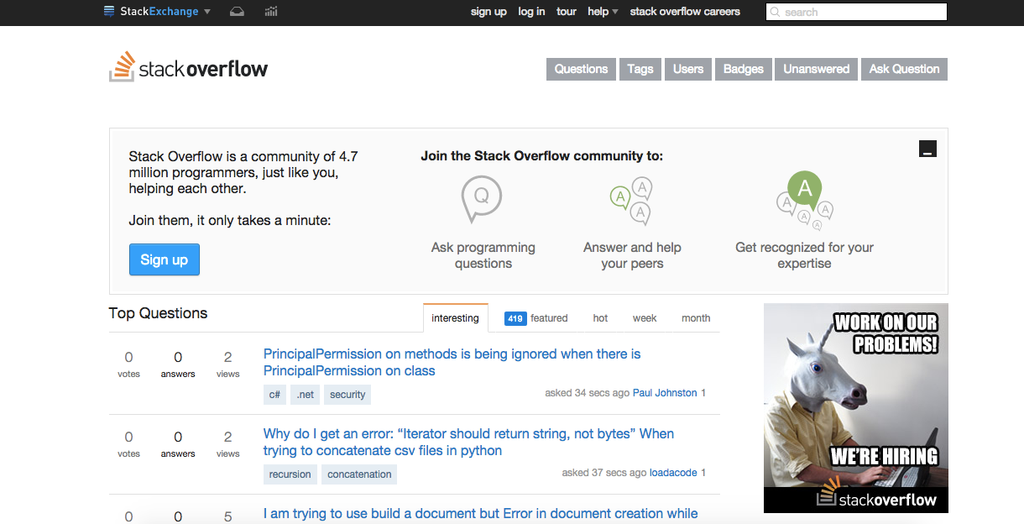 StackExchange
sign up log in tour help stack overflow careers
search
stackoverflow
Questions Tags Users Badges Unanswered Ask Question
Stack Overflow is a community of 4.7
million programmers, just like you,
helping each other.
Join them, it only takes a minute:
Sign up
Join the Stack Overflow community to:
Q
Ask programming
questions
A
A
A
Answer and help
your peers
A
A
A
A
A
Get recognized for your
expertise
Top Questions
interesting 419 featured hot week month
0 votes
0 answers
2 views
PrincipalPermission on methods is being ignored when there is
PrincipalPermission on class
c# .net security
asked 34 secs ago Paul Johnston 1
0 votes
0 answers
2 views
Why do I get an error: “Iterator should return string, not bytes” When
trying to concatenate csv files in python
recursion concatenation
asked 37 secs ago loadacode 1
0
0
5
I am trying to use build a document but Error in document creation while
WORK ON OUR
PROBLEMS!
WE'RE HIRING
stackoverflow